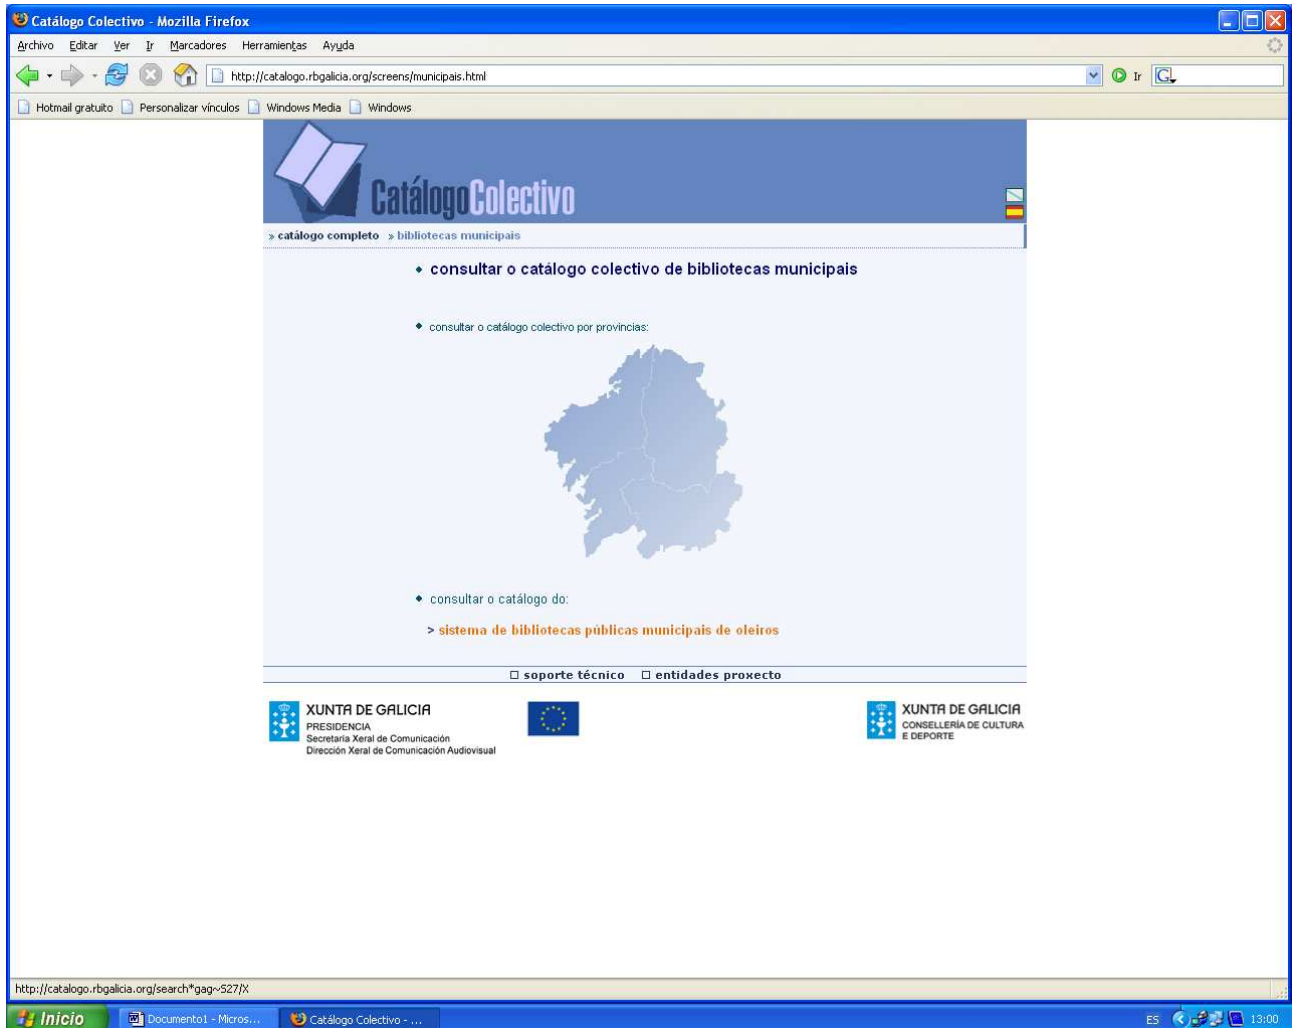 Catálogo Colectivo - Mozilla Firefox
Archivo Editar Ver Ir Marcadores Herramientas Ayuda
http://catalogo.rbgalicia.org/screens/municipais.html Ir G
Hotmail gratuito Personalizar vínculos Windows Media Windows
CatálogoColectivo
» catálogo completo » bibliotecas municipais
consultar o catálogo colectivo de bibliotecas municipais
consultar o catálogo colectivo por provincias:
consultar o catálogo do:
> sistema de bibliotecas públicas municipais de oleiros
soporte técnico entidades proxecto
XUNTA DE GALICIA
PRESIDENCIA
Secretaría Xeral de Comunicación
Dirección Xeral de Comunicación Audiovisual
XUNTA DE GALICIA
CONSELLERÍA DE CULTURA
E DEPORTE
http://catalogo.rbgalicia.org/search*gag~S27/X
Inicio Documento1 - Micros... Catálogo Colectivo - ... ES 13:00